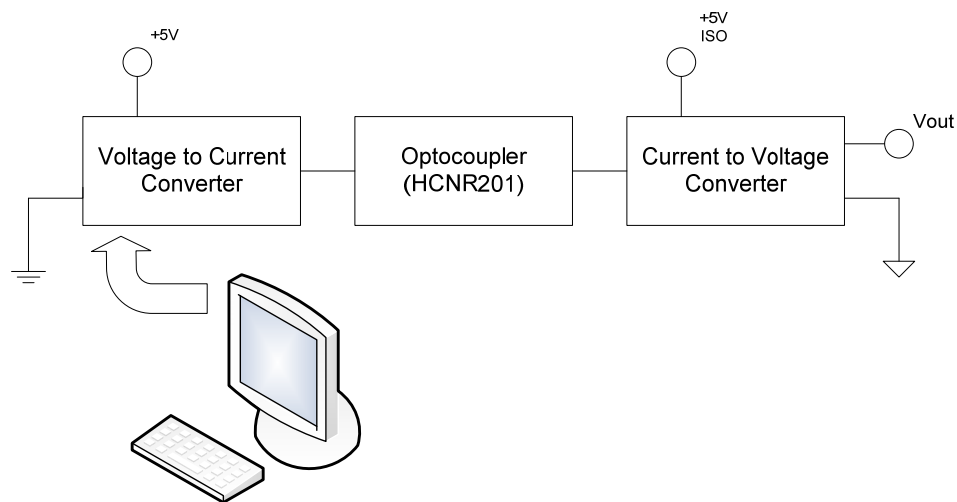 +5V
+5V
ISO
Vout
Voltage to Current
Converter
Optocoupler
(HCNR201)
Current to Voltage
Converter